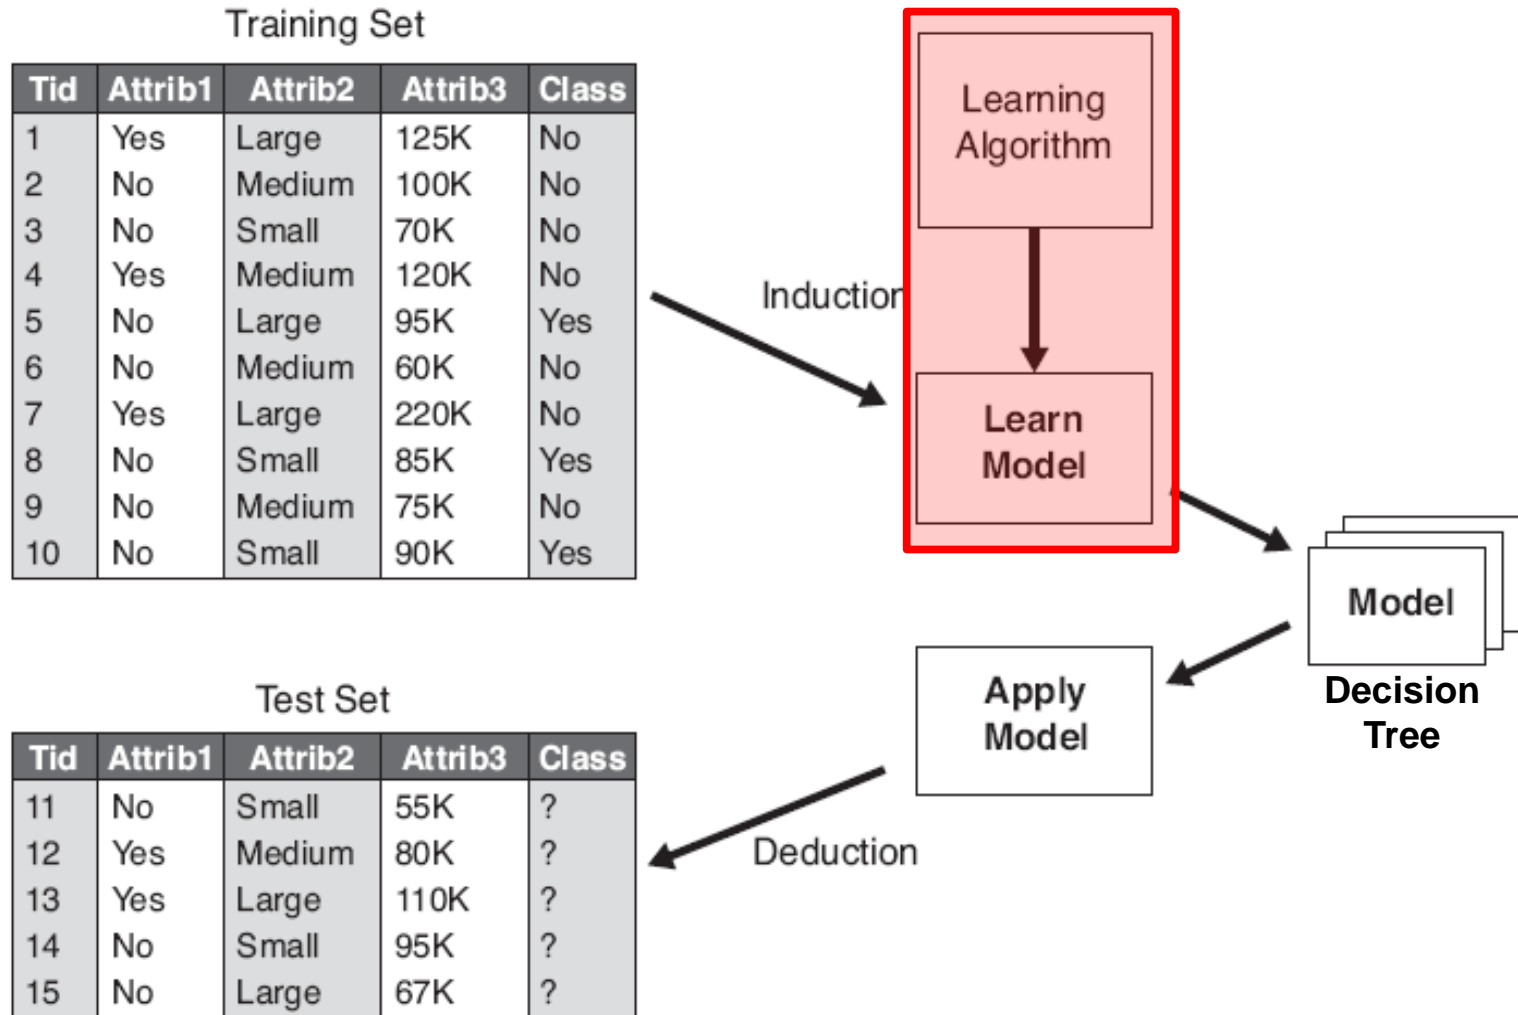 Training Set
Tid Attrib1 Attrib2 Attrib3 Class
1 Yes Large 125K No
2 No Medium 100K No
3 No Small 70K No
4 Yes Medium 120K No
5 No Large 95K Yes
6 No Medium 60K No
7 Yes Large 220K No
8 No Small 85K Yes
9 No Medium 75K No
10 No Small 90K Yes
Induction
Learning
Algorithm
Learn
Model
Model
Decision
Tree
Apply
Model
Deduction
Test Set
Tid Attrib1 Attrib2 Attrib3 Class
11 No Small 55K ?
12 Yes Medium 80K ?
13 Yes Large 110K ?
14 No Small 95K ?
15 No Large 67K ?